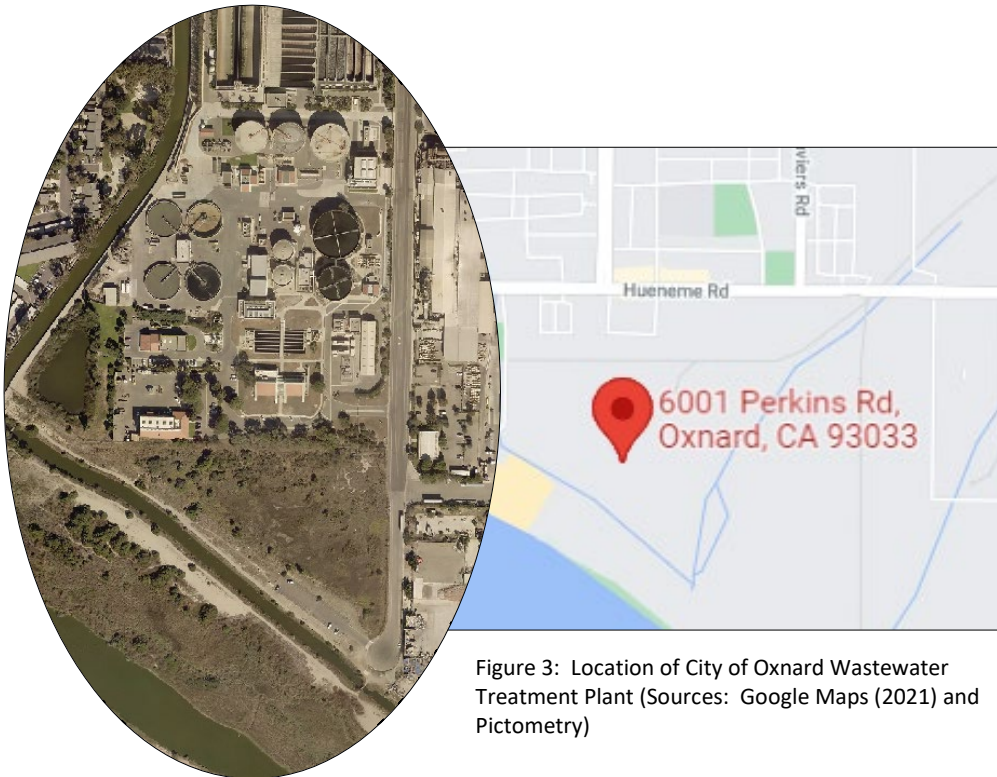 aviers Rd
Hueneme Rd
6001 Perkins Rd,
Oxnard, CA 93033
Figure 3:  Location of City of Oxnard Wastewater
Treatment Plant (Sources:  Google Maps (2021) and
Pictometry)